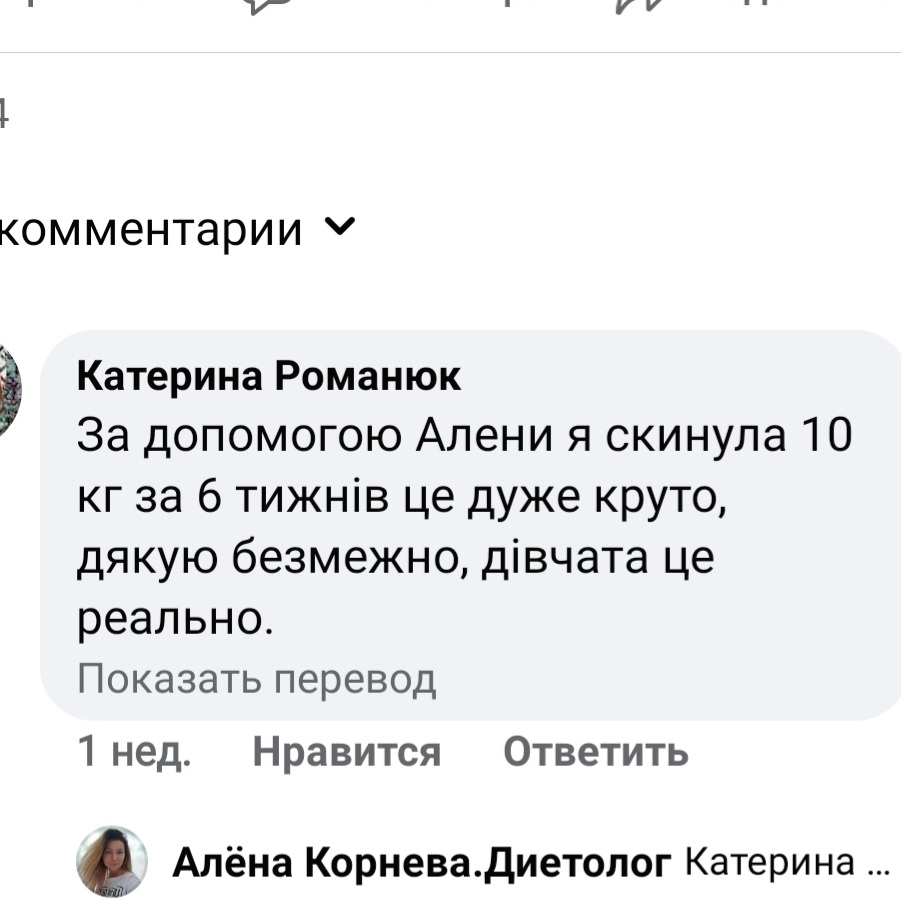 4
комментарии
Катерина Романюк
За допомогою Алени я скинула 10
кг за 6 тижнів це дуже круто,
дякую безмежно, дівчата це
реально.
Показать перевод
1 нед. Нравится Ответить
Алёна Корнева.Диетолог Катерина ...